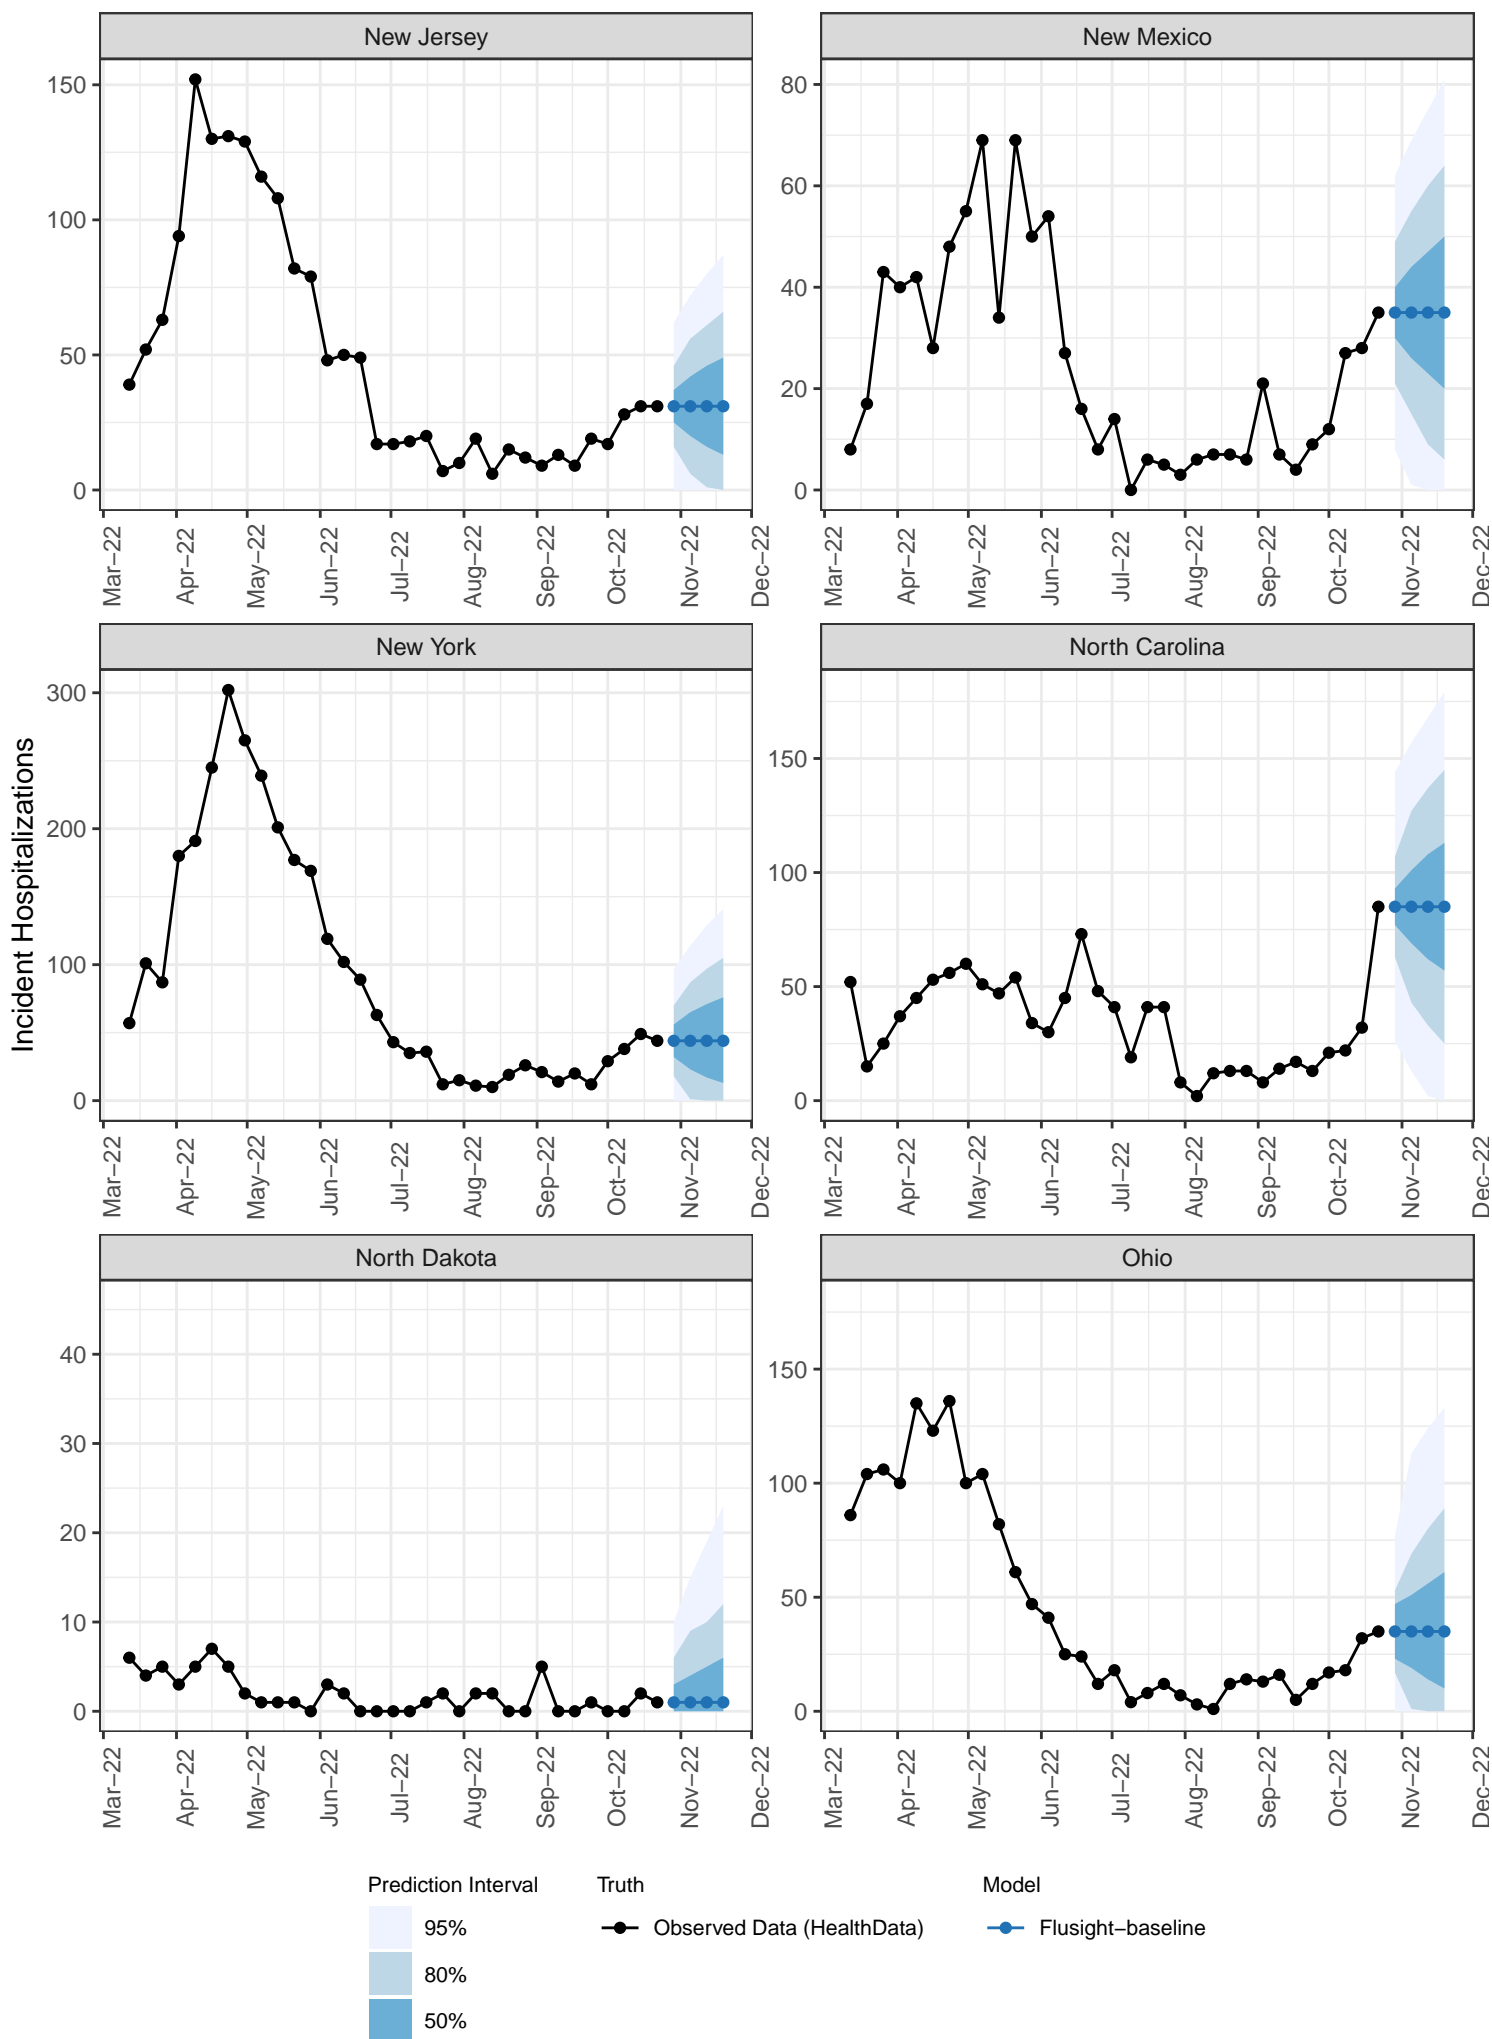 New Jersey
New Mexico
150
100
50
0
80
60
40
20
0
Mar−22
Apr−22
May−22
Jun−22
Jul−22
Aug−22
Sep−22
Oct−22
Nov−22
Dec−22
Mar−22
Apr−22
May−22
Jun−22
Jul−22
Aug−22
Sep−22
Oct−22
Nov−22
Dec−22
Incident Hospitalizations
New York
North Carolina
300
200
100
0
150
100
50
0
Mar−22
Apr−22
May−22
Jun−22
Jul−22
Aug−22
Sep−22
Oct−22
Nov−22
Dec−22
Mar−22
Apr−22
May−22
Jun−22
Jul−22
Aug−22
Sep−22
Oct−22
Nov−22
Dec−22
North Dakota
Ohio
40
30
20
10
0
150
100
50
0
Mar−22
Apr−22
May−22
Jun−22
Jul−22
Aug−22
Sep−22
Oct−22
Nov−22
Dec−22
Mar−22
Apr−22
May−22
Jun−22
Jul−22
Aug−22
Sep−22
Oct−22
Nov−22
Dec−22
Prediction Interval
95%
80%
50%
Truth
Observed Data (HealthData)
Model
Flusight−baseline